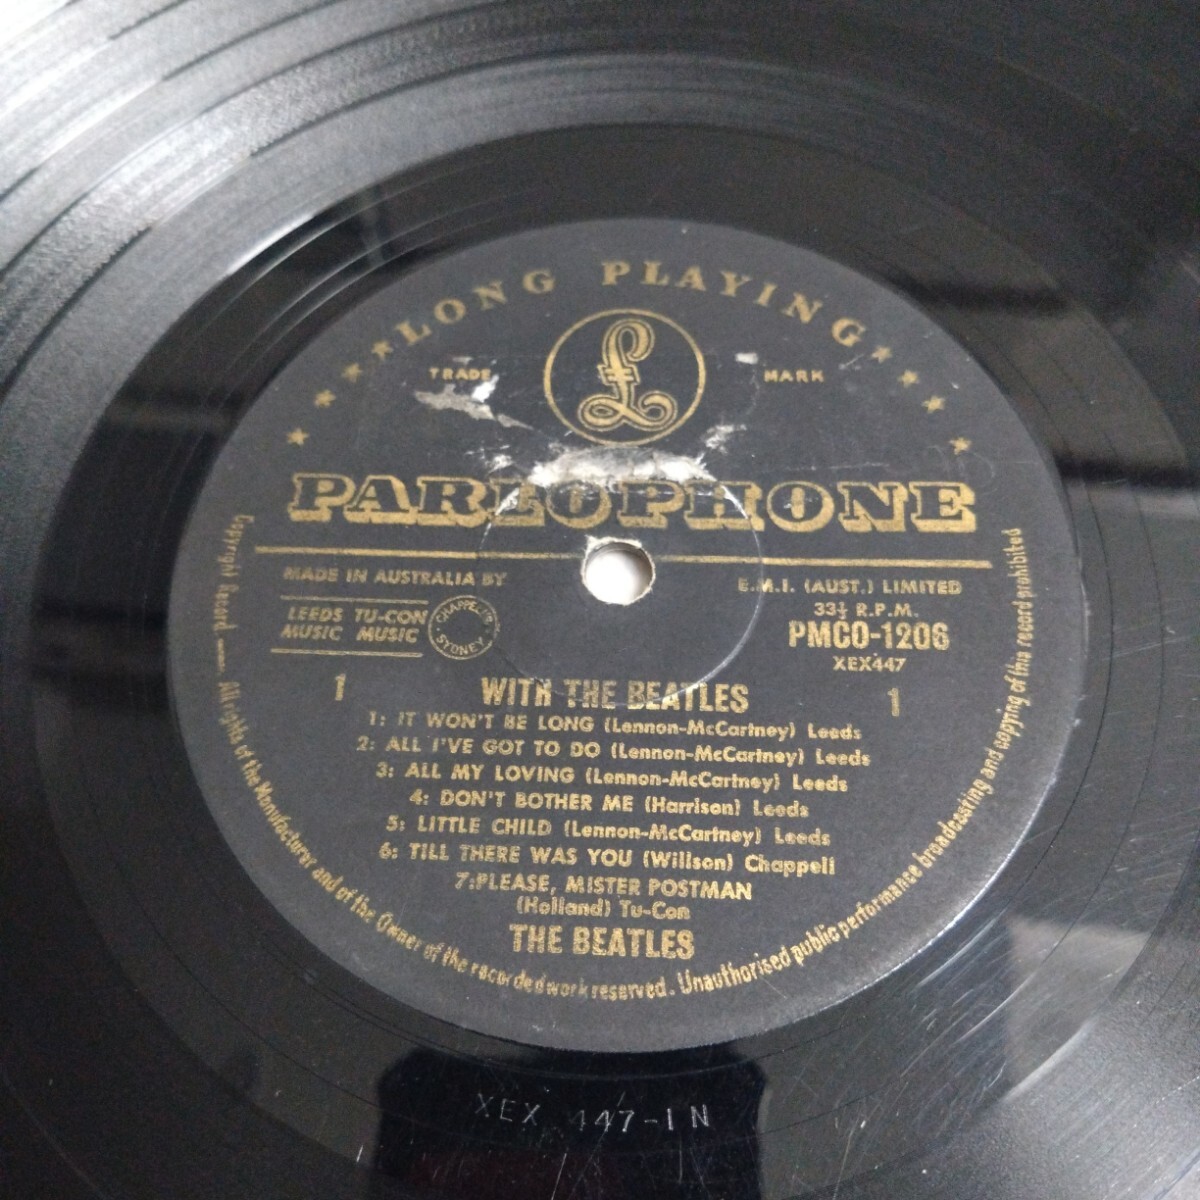 LONG PLAYING
TRADE MARK
£
PARLOPHONE
MADE IN AUSTRALIA BY E.M.I. (AUST.) LIMITED
LEEDS MUSIC TU-CON MUSIC
CHAPPELL SYDNEY
33⅓ R.P.M.
PMCO-1206
XEX447
1 WITH THE BEATLES 1
1: IT WON'T BE LONG (Lennon-McCartney) Leeds
2: ALL I'VE GOT TO DO (Lennon-McCartney) Leeds
3: ALL MY LOVING (Lennon-McCartney) Leeds
4: DON'T BOTHER ME (Harrison) Leeds
5: LITTLE CHILD (Lennon-McCartney) Leeds
6: TILL THERE WAS YOU (Willson) Chappell
7:PLEASE, MISTER POSTMAN
(Holland) Tu-Con
THE BEATLES
Copyright Record. — All rights of the Manufacturer and of the Owner of the recorded work reserved. Unauthorised public performance broadcasting and copying of this record prohibited
XEX 447-1N